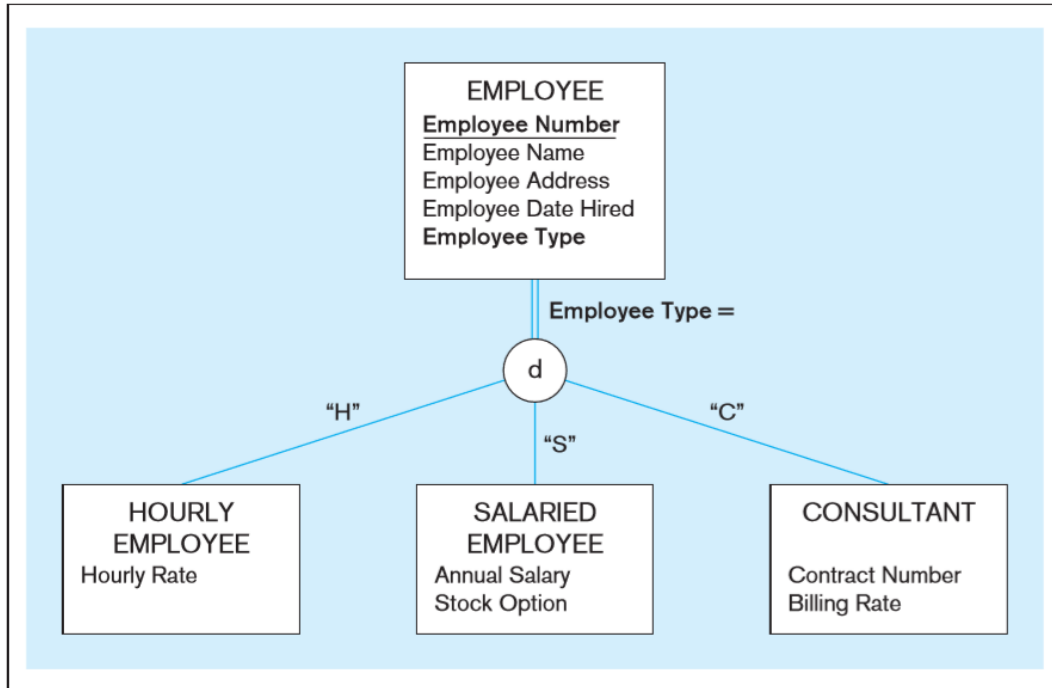 EMPLOYEE
Employee Number
Employee Name
Employee Address
Employee Date Hired
Employee Type
Employee Type =
d
“H”
“S”
“C”
HOURLY
EMPLOYEE
Hourly Rate
SALARIED
EMPLOYEE
Annual Salary
Stock Option
CONSULTANT
Contract Number
Billing Rate